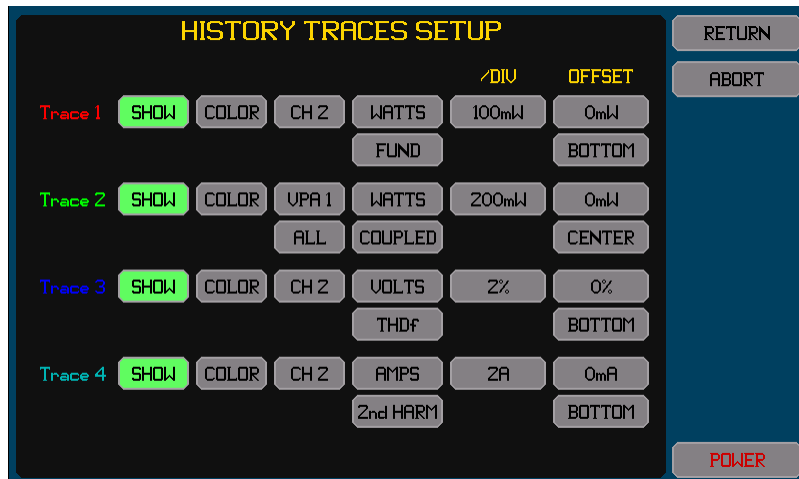 HISTORY TRACES SETUP
RETURN
/DIV OFFSET
ABORT
Trace 1 SHOW COLOR CH 2 WATTS 100mW 0mW
FUND BOTTOM
Trace 2 SHOW COLOR VPA 1 WATTS 200mW 0mW
ALL COUPLED CENTER
Trace 3 SHOW COLOR CH 2 VOLTS 2% 0%
THDf BOTTOM
Trace 4 SHOW COLOR CH 2 AMPS 2A 0mA
2nd HARM BOTTOM
POWER